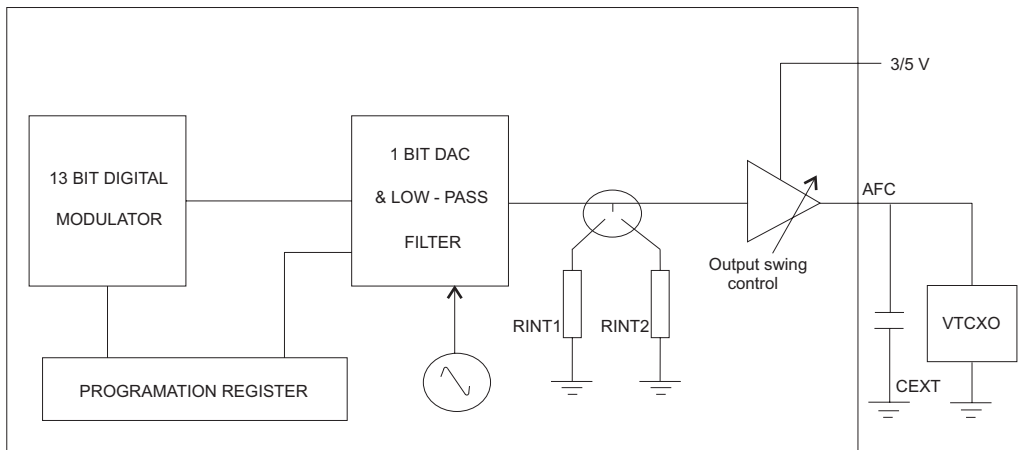 3/5 V
13 BIT DIGITAL
MODULATOR
1 BIT DAC
& LOW - PASS
FILTER
AFC
Output swing
control
RINT1
RINT2
VTCXO
CEXT
PROGRAMATION REGISTER